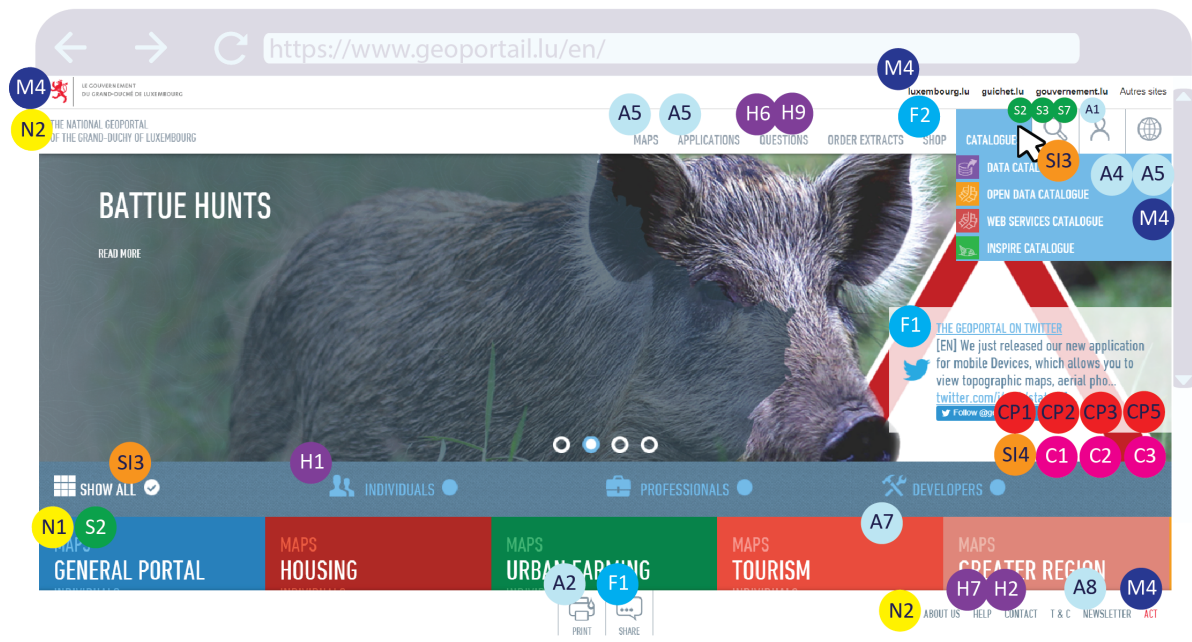 https://www.geoportail.lu/en/
M4
M4
LE GOUVERNEMENT
DU GRAND-DUCHÉ DE LUXEMBOURG
luxembourg.lu guichet.lu gouvernement.lu Autres sites
N2
THE NATIONAL GEOPORTAL
OF THE GRAND-DUCHY OF LUXEMBOURG
A5 A5 H6 H9 F2 S2 S3 S7 A1
MAPS APPLICATIONS QUESTIONS ORDER EXTRACTS SHOP CATALOGUE
SI3
DATA A4 A5
OPEN DATA CATALOGUE
WEB SERVICES CATALOGUE M4
INSPIRE CATALOGUE
BATTUE HUNTS
READ MORE
F1
THE GEOPORTAL ON TWITTER
[EN] We just released our new application
for mobile Devices, which allows you to
view topographic maps, aerial pho...
Follow
CP1 CP2 CP3 CP5
SI4 C1 C2 C3
SI3 H1
SHOW ALL INDIVIDUALS PROFESSIONALS DEVELOPERS
N1 S2 A7
MAPS MAPS MAPS MAPS MAPS
GENERAL PORTAL HOUSING URBAN FARMING TOURISM GREATER REGION
A2 F1 N2 H7 H2 A8 M4
ABOUT US HELP CONTACT T & C NEWSLETTER ACT
PRINT SHARE